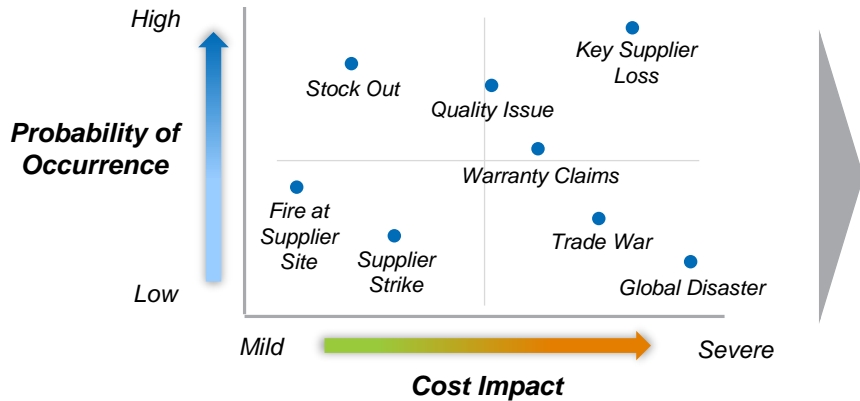 High
Key Supplier
Loss
Stock Out
Quality Issue
Probability of
Occurrence
Warranty Claims
Fire at
Supplier
Site
Supplier
Strike
Trade War
Global Disaster
Low
Mild
Severe
Cost Impact